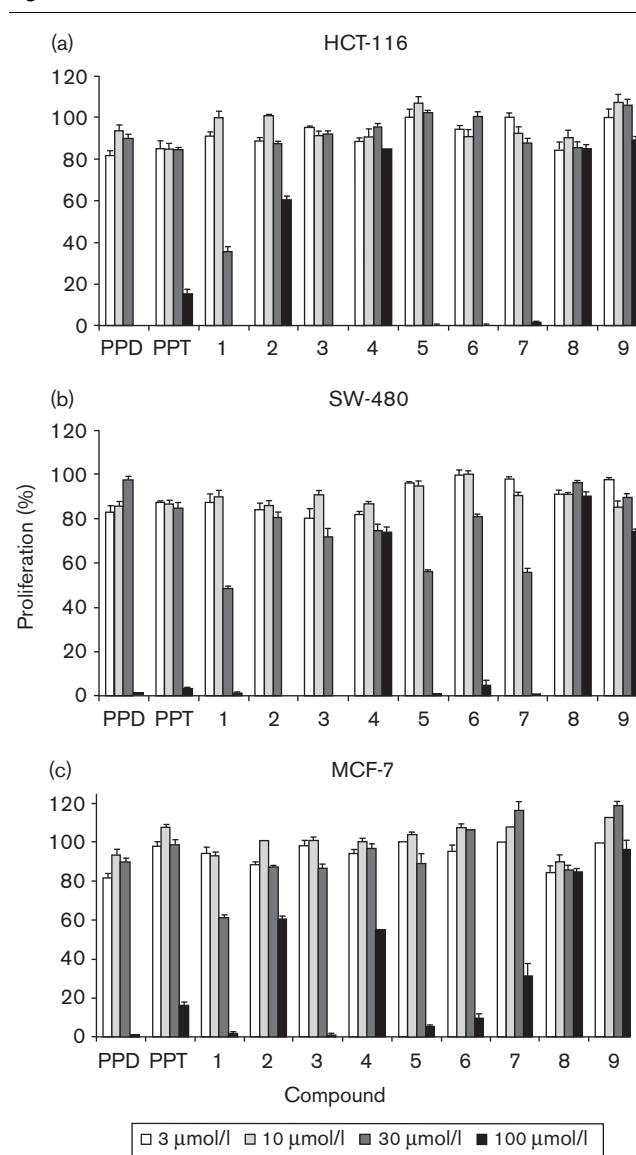 (a) HCT-116
120
100
80
60
40
20
0
PPD PPT 1 2 3 4 5 6 7 8 9
(b) SW-480
120
100
80
60
40
20
0
PPD PPT 1 2 3 4 5 6 7 8 9
Proliferation (%)
(c) MCF-7
120
100
80
60
40
20
0
PPD PPT 1 2 3 4 5 6 7 8 9
Compound
3 μmol/l 10 μmol/l 30 μmol/l 100 μmol/l